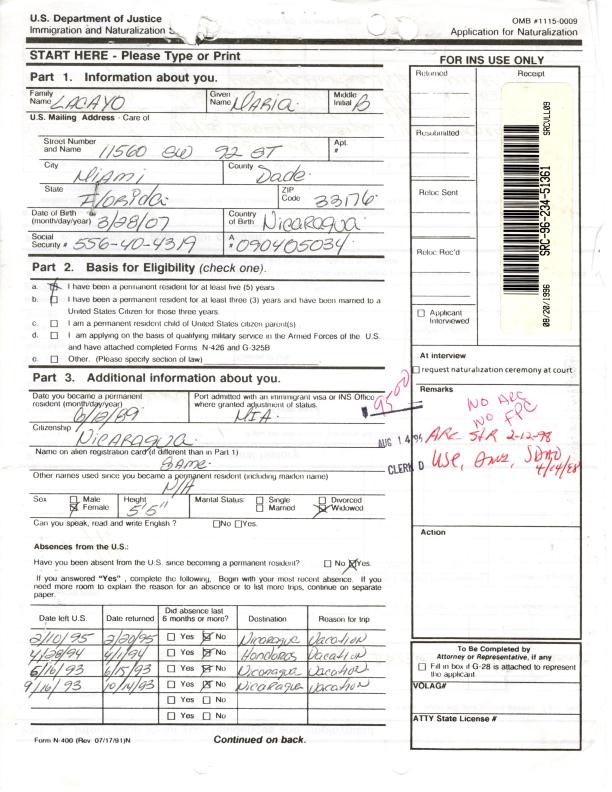 U.S. Department of Justice
Immigration and Naturalization S
OMB #1115-0009
Application for Naturalization
START HERE - Please Type or Print
Part 1. Information about you.
Family Name LACAYO Given Name MARIA Middle Initial B
U.S. Mailing Address - Care of
Street Number and Name 11560 SW 92 ST Apt. #
City Miami County Dade
State Florida ZIP Code 33176
Date of Birth (month/day/year) 3/28/07 Country of Birth Nicaragua
Social Security # 556-40-4319 A # 090405034
Part 2. Basis for Eligibility (check one).
a. I have been a permanent resident for at least five (5) years
b. I have been a permanent resident for at least three (3) years and have been married to a
United States Citizen for those three years.
c. I am a permanent resident child of United States citizen parent(s)
d. I am applying on the basis of qualifying military service in the Armed Forces of the U.S.
and have attached completed Forms N-426 and G-325B
e. Other. (Please specify section of law)
Part 3. Additional information about you.
Date you became a permanent resident (month/day/year) 6/12/89
Port admitted with an immigrant visa or INS Office where granted adjustment of status. MIA.
Citizenship Nicaragua
Name on alien registration card (if different than in Part 1)
Same
Other names used since you became a permanent resident (including maiden name)
N/A
Sex Male Female Height 5'5" Marital Status: Single Married Divorced Widowed
Can you speak, read and write English ? No Yes.
Absences from the U.S.:
Have you been absent from the U.S. since becoming a permanent resident? No Yes.
If you answered "Yes" , complete the following, Begin with your most recent absence. If you
need more room to explain the reason for an absence or to list more trips, continue on separate
paper.
Date left U.S. Date returned Did absence last 6 months or more? Destination Reason for trip
2/10/95 2/20/95 Yes No Nicaragua Vacation
4/28/94 4/1/94 Yes No Honduras Vacation
6/16/93 6/15/93 Yes No Nicaragua Vacation
9/16/93 10/14/93 Yes No Nicaragua Vacation
Yes No
Yes No
Form N-400 (Rev 07/17/91)N
Continued on back.
FOR INS USE ONLY
Returned Receipt
Resubmitted
Reloc Sent
Reloc Rec'd
SRCVLL09
SRC-96-234-51361
08/20/1996
Applicant Interviewed
At interview
request naturalization ceremony at court
Remarks
9500
NO ARC
NO FPC
AUG 14 95
ARC S&R 2-12-98
CLERK D
USC, 4/14/98
Action
To Be Completed by
Attorney or Representative, if any
Fill in box if G-28 is attached to represent
the applicant
VOLAG#
ATTY State License #